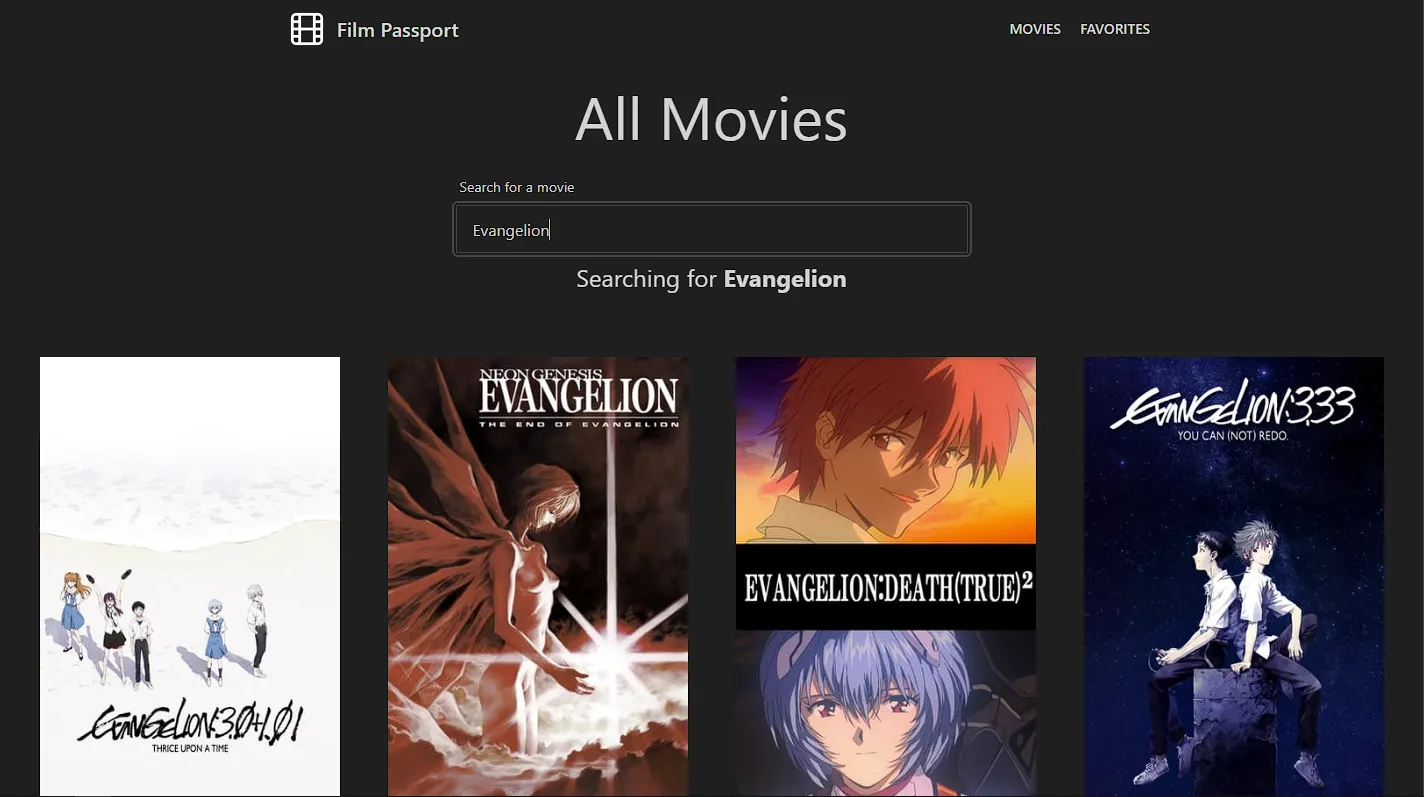 Film Passport
MOVIES
FAVORITES
All Movies
Search for a movie
Evangelion
Searching for Evangelion
EVANGELION:3.0+1.01
THRICE UPON A TIME
NEON GENESIS
EVANGELION
THE END OF EVANGELION
EVANGELION:DEATH(TRUE)²
EVANGELION:3.33
YOU CAN (NOT) REDO.